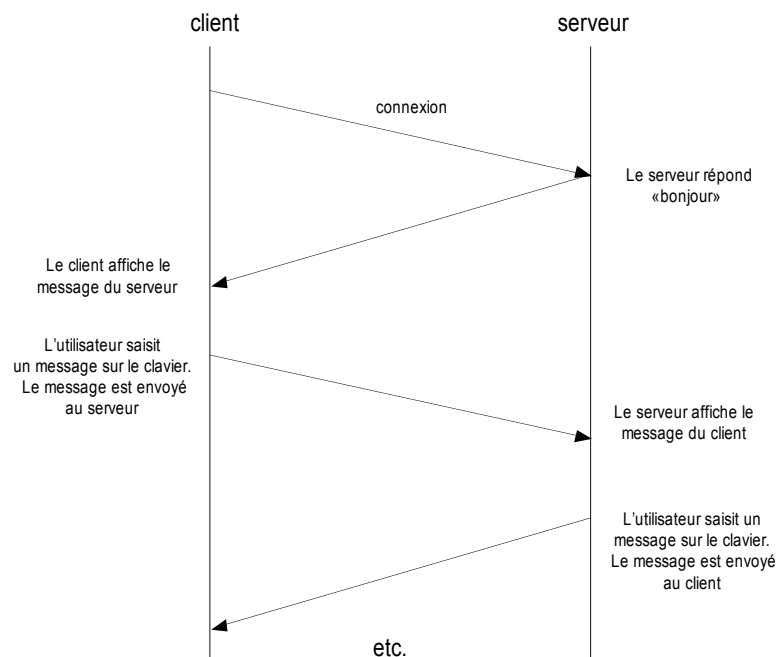 client
serveur
connexion
Le serveur répond
«bonjour»
Le client affiche le
message du serveur
L'utilisateur saisit
un message sur le clavier.
Le message est envoyé
au serveur
Le serveur affiche le
message du client
L'utilisateur saisit un
message sur le clavier.
Le message est envoyé
au client
etc.